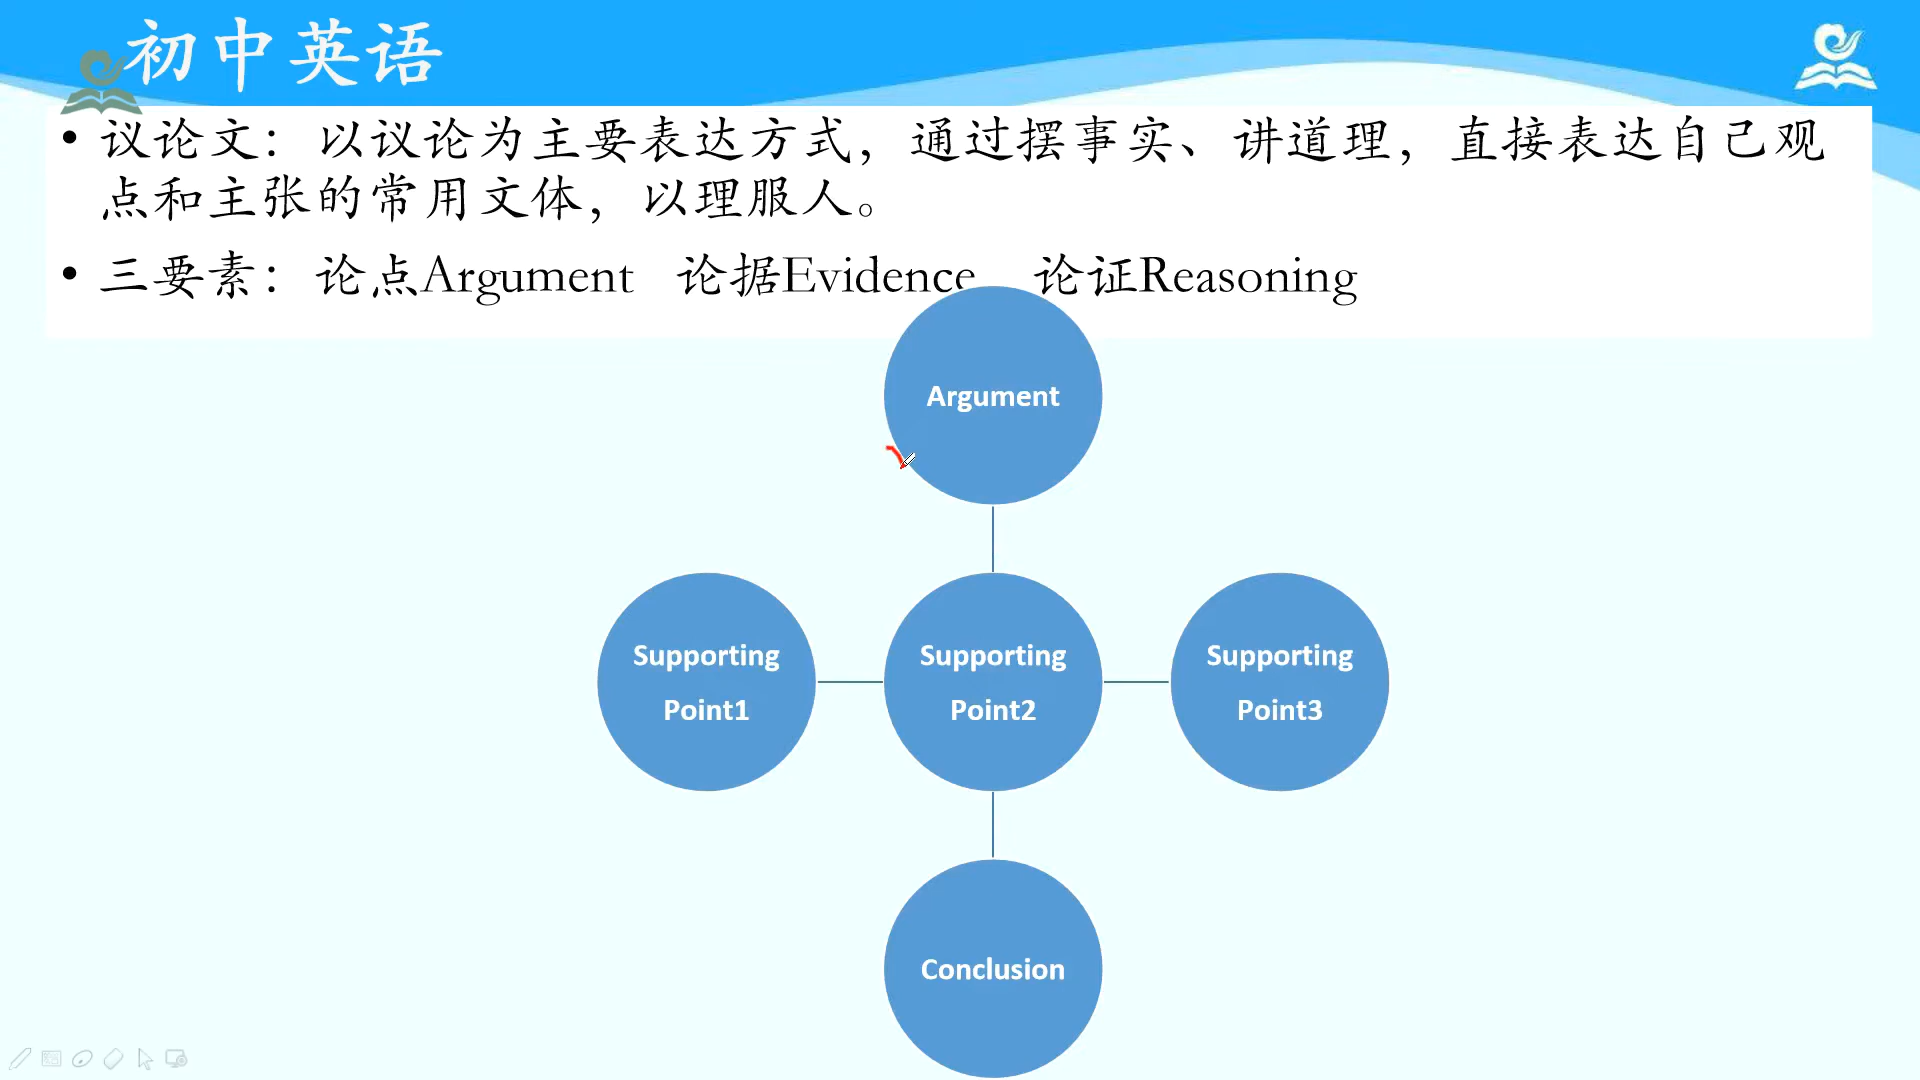 初中英语
• 议论文：以议论为主要表达方式，通过摆事实、讲道理，直接表达自己观
点和主张的常用文体，以理服人。
• 三要素：论点Argument 论据Evidence 论证Reasoning
Argument
Supporting
Point1
Supporting
Point2
Supporting
Point3
Conclusion